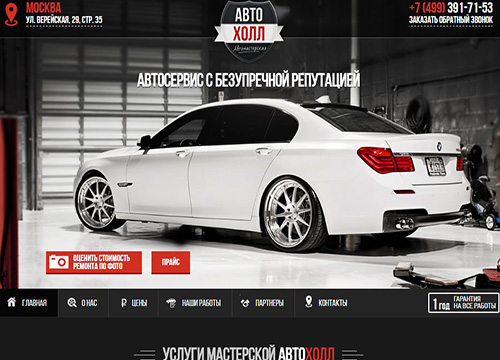 МОСКВА
УЛ. ВЕРЕЙСКАЯ, 29, СТР. 35
АВТО
ХОЛЛ
Автомастерская
+7 (499) 391-71-53
ЗАКАЗАТЬ ОБРАТНЫЙ ЗВОНОК
АВТОСЕРВИС С БЕЗУПРЕЧНОЙ РЕПУТАЦИЕЙ
ОЦЕНИТЬ СТОИМОСТЬ
РЕМОНТА ПО ФОТО
ПРАЙС
ГЛАВНАЯ
О НАС
ЦЕНЫ
НАШИ РАБОТЫ
ПАРТНЕРЫ
КОНТАКТЫ
1 год
ГАРАНТИЯ
НА ВСЕ РАБОТЫ
УСЛУГИ МАСТЕРСКОЙ АВТОХОЛЛ